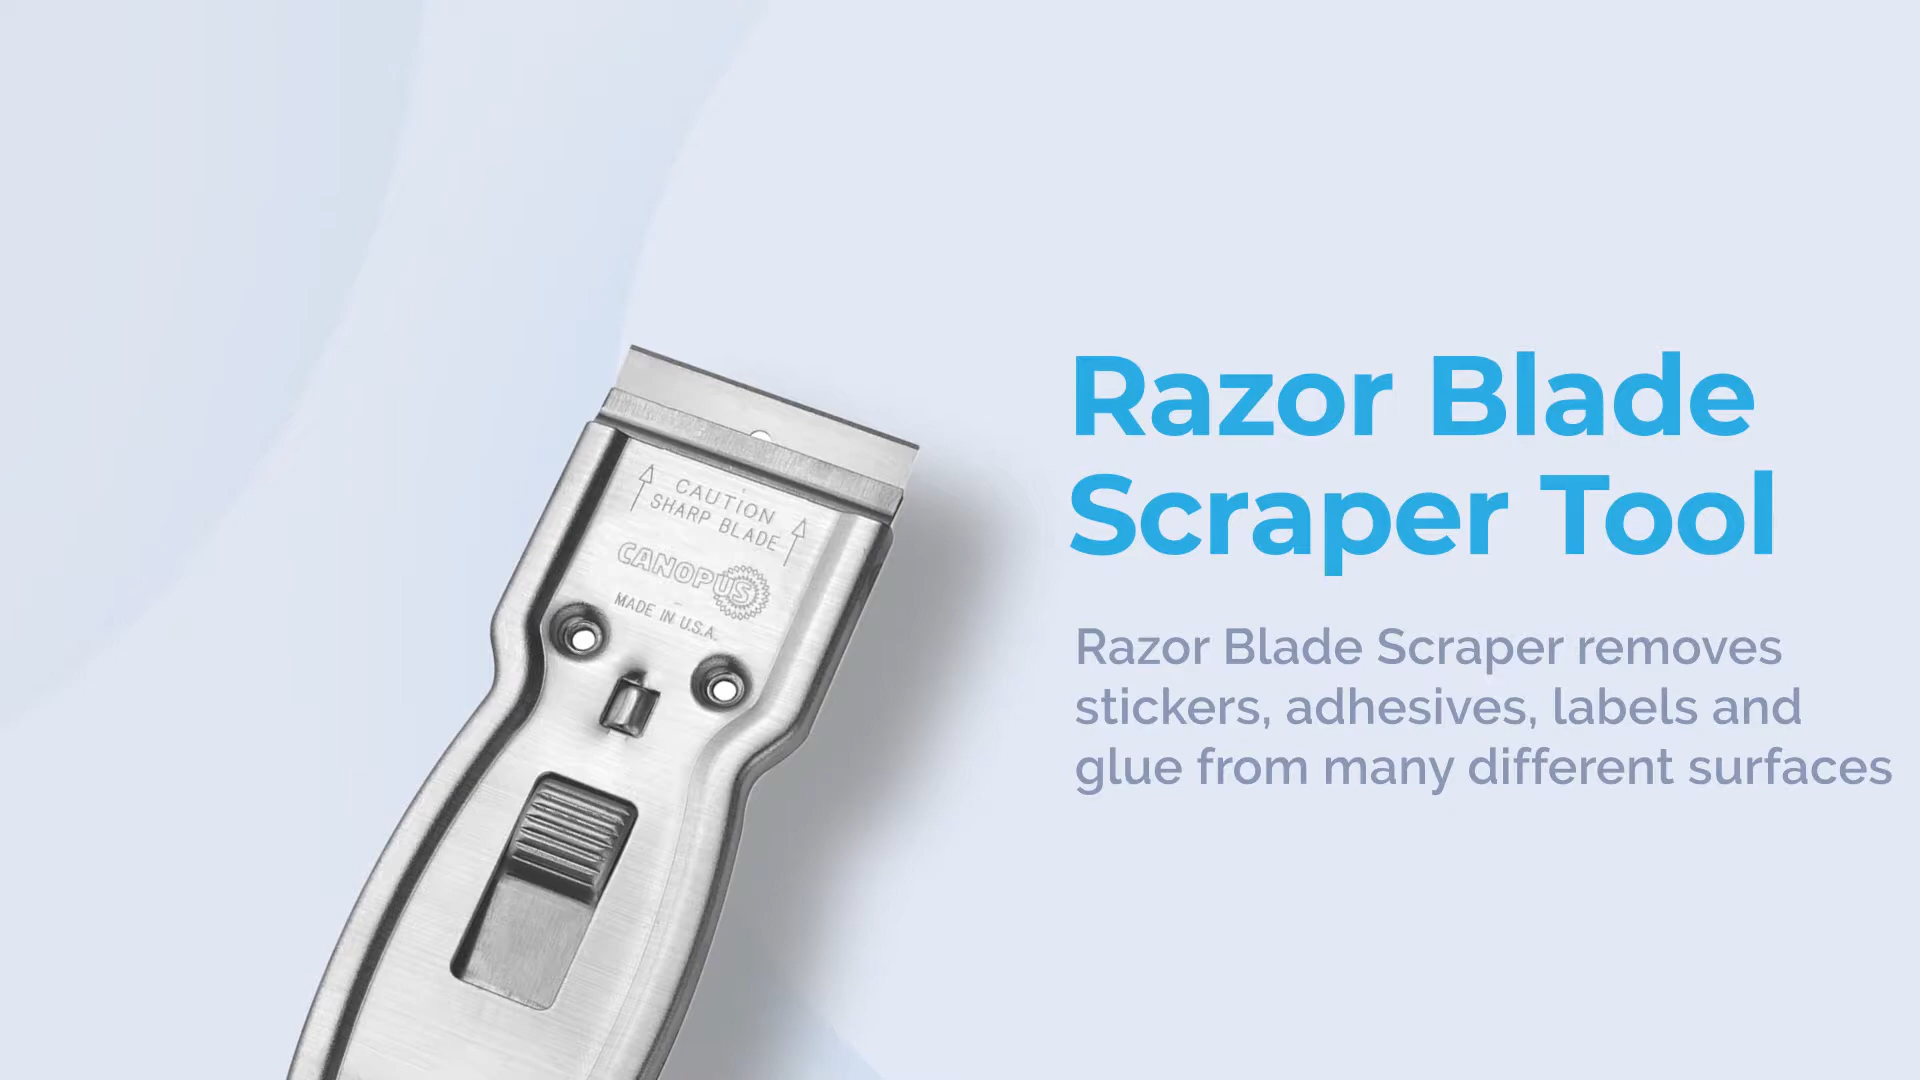 CAUTION
SHARP BLADE
CANOPUS
MADE IN U.S.A.
Razor Blade
Scraper Tool
Razor Blade Scraper removes
stickers, adhesives, labels and
glue from many different surfaces